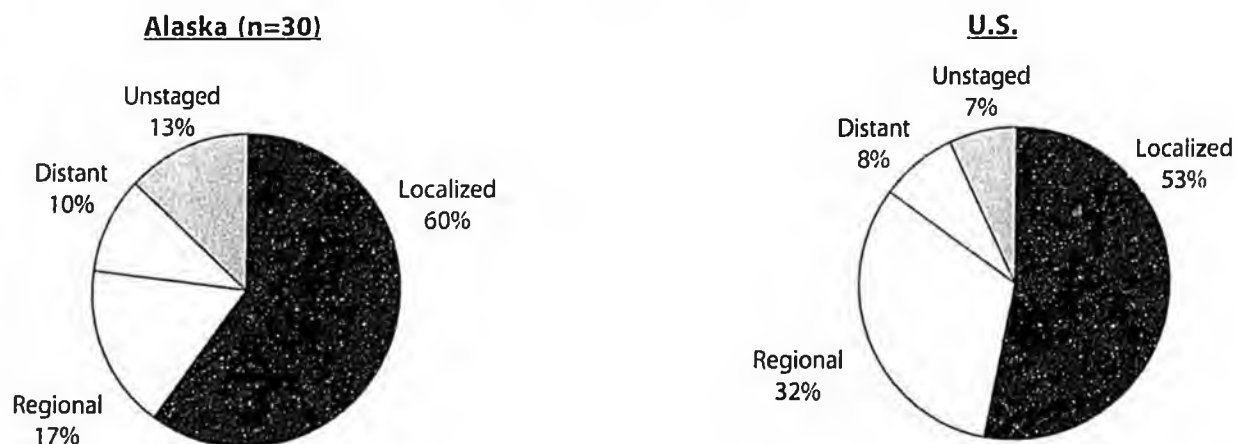 Alaska (n=30)
Unstaged
13%
Distant
10%
Localized
60%
Regional
17%
U.S.
Unstaged
7%
Distant
8%
Localized
53%
Regional
32%